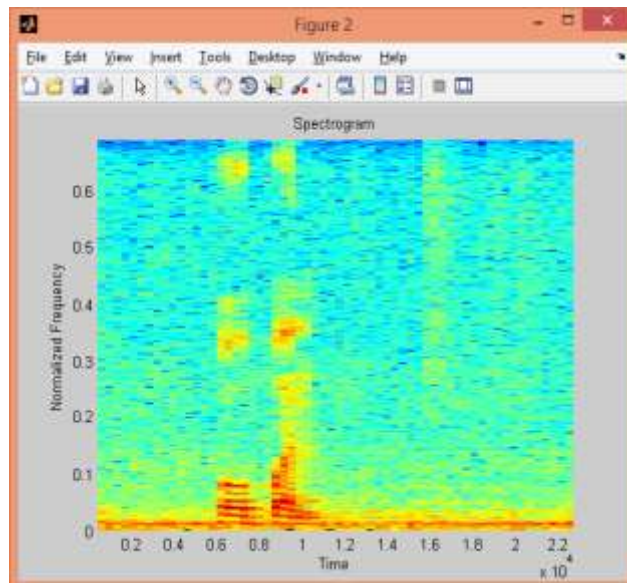 Figure 2
File Edit View Insert Tools Desktop Window Help
Spectrogram
Normalized Frequency
0.6
0.5
0.4
0.3
0.2
0.1
0
0.2 0.4 0.6 0.8 1 1.2 1.4 1.6 1.8 2 2.2
Time
x 10^4